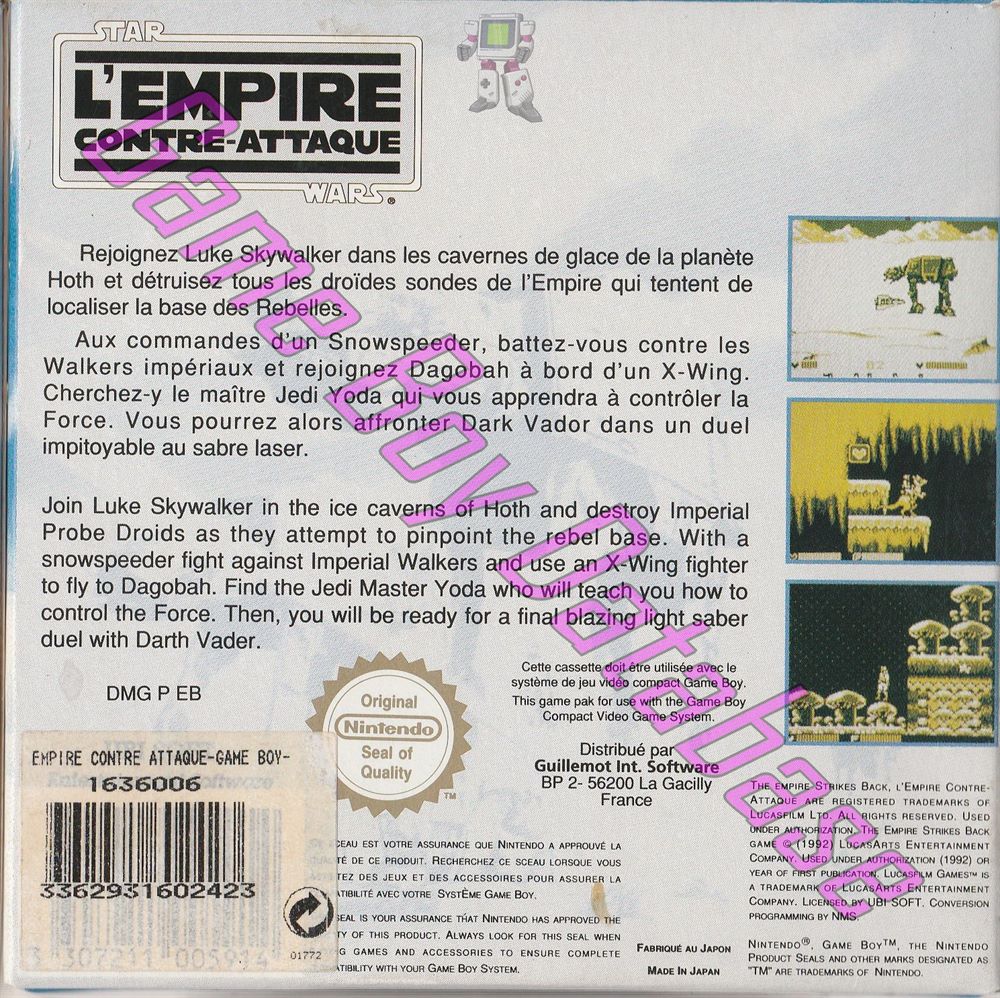 STAR
L'EMPIRE
CONTRE-ATTAQUE
WARS®
Rejoignez Luke Skywalker dans les cavernes de glace de la planète
Hoth et détruisez tous les droïdes sondes de l'Empire qui tentent de
localiser la base des Rebelles.
Aux commandes d'un Snowspeeder, battez-vous contre les
Walkers impériaux et rejoignez Dagobah à bord d'un X-Wing.
Cherchez-y le maître Jedi Yoda qui vous apprendra à contrôler la
Force. Vous pourrez alors affronter Dark Vador dans un duel
impitoyable au sabre laser.
Join Luke Skywalker in the ice caverns of Hoth and destroy Imperial
Probe Droids as they attempt to pinpoint the rebel base. With a
snowspeeder fight against Imperial Walkers and use an X-Wing fighter
to fly to Dagobah. Find the Jedi Master Yoda who will teach you how to
control the Force. Then, you will be ready for a final blazing light saber
duel with Darth Vader.
Game Boy Database
DMG P EB
Original
Nintendo
Seal of
Quality
TM
Cette cassette doit être utilisée avec le
système de jeu vidéo compact Game Boy.
This game pak for use with the Game Boy
Compact Video Game System.
Distribué par
Guillemot Int. Software
BP 2- 56200 La Gacilly
France
EMPIRE CONTRE ATTAQUE-GAME BOY-
1636006
3362931602423
3 307211 005914
01772
CEAU EST VOTRE ASSURANCE QUE NINTENDO A APPROUVÉ LA
TÉ DE CE PRODUIT. RECHERCHEZ CE SCEAU LORSQUE VOUS
TEZ DES JEUX ET DES ACCESSOIRES POUR ASSURER LA
ATIBILITÉ AVEC VOTRE SYSTÈME GAME BOY.
SEAL IS YOUR ASSURANCE THAT NINTENDO HAS APPROVED THE
TY OF THIS PRODUCT. ALWAYS LOOK FOR THIS SEAL WHEN
G GAMES AND ACCESSORIES TO ENSURE COMPLETE
ATIBILITY WITH YOUR GAME BOY SYSTEM.
FABRIQUÉ AU JAPON
MADE IN JAPAN
THE EMPIRE STRIKES BACK, L'EMPIRE CONTRE-
ATTAQUE ARE REGISTERED TRADEMARKS OF
LUCASFILM LTD. ALL RIGHTS RESERVED. USED
UNDER AUTHORIZATION. THE EMPIRE STRIKES BACK
GAME © (1992) LUCASARTS ENTERTAINMENT
COMPANY. USED UNDER AUTHORIZATION (1992) OR
YEAR OF FIRST PUBLICATION. LUCASFILM GAMES™ IS
A TRADEMARK OF LUCASARTS ENTERTAINMENT
COMPANY. LICENSED BY UBI SOFT. CONVERSION
PROGRAMMING BY NMS.
NINTENDO®, GAME BOY™, THE NINTENDO
PRODUCT SEALS AND OTHER MARKS DESIGNATED AS
"TM" ARE TRADEMARKS OF NINTENDO.